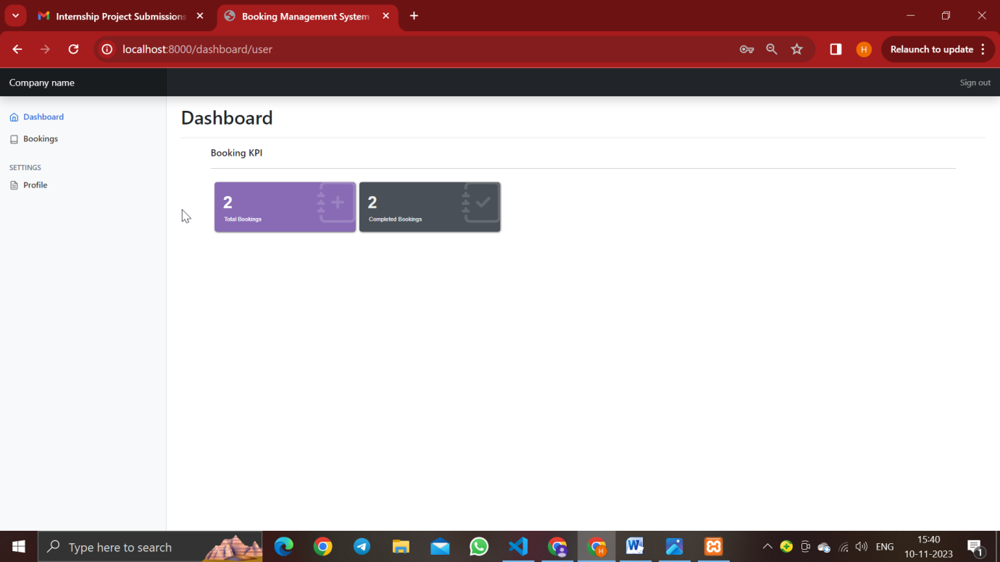 Internship Project Submissions
Booking Management System
localhost:8000/dashboard/user
H
Relaunch to update
Company name
Sign out
Dashboard
Bookings
SETTINGS
Profile
Dashboard
Booking KPI
2
Total Bookings
2
Completed Bookings
Type here to search
H
W
ENG
15:40
10-11-2023
1